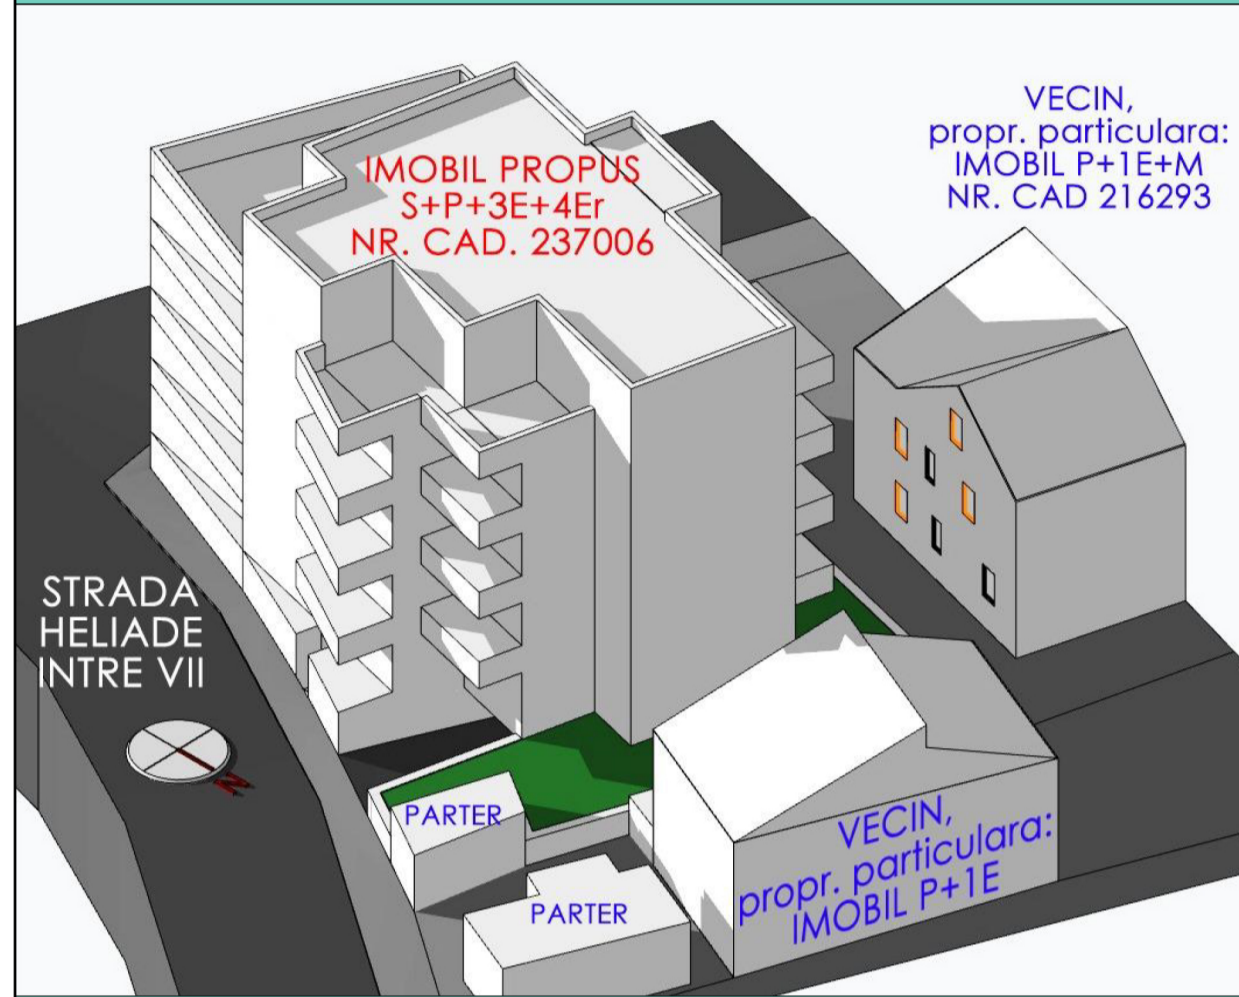 VECIN,
propr. particulara:
IMOBIL P+1E+M
NR. CAD 216293
IMOBIL PROPUS
S+P+3E+4Er
NR. CAD. 237006
STRADA
HELIADE
INTRE VII
N
PARTER
PARTER
VECIN,
propr. particulara:
IMOBIL P+1E